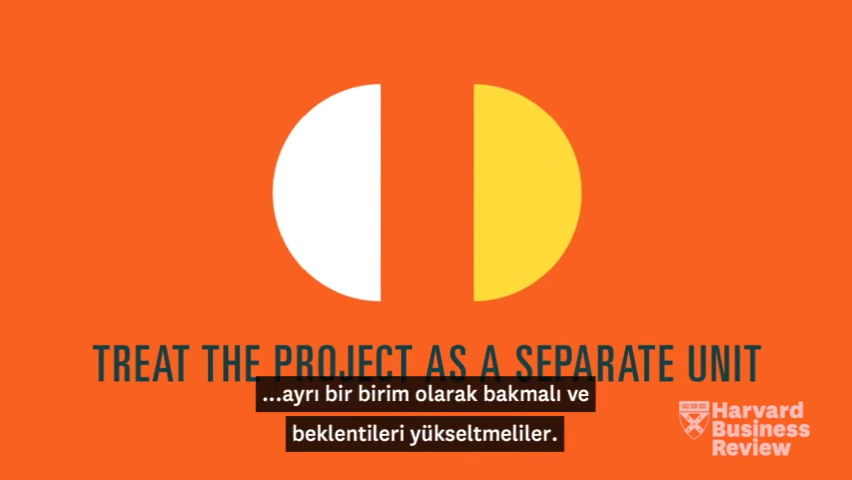 TREAT THE PROJECT AS A SEPARATE UNIT
...ayrı bir birim olarak bakmalı ve
beklentileri yükseltmeliler.
Harvard
Business
Review